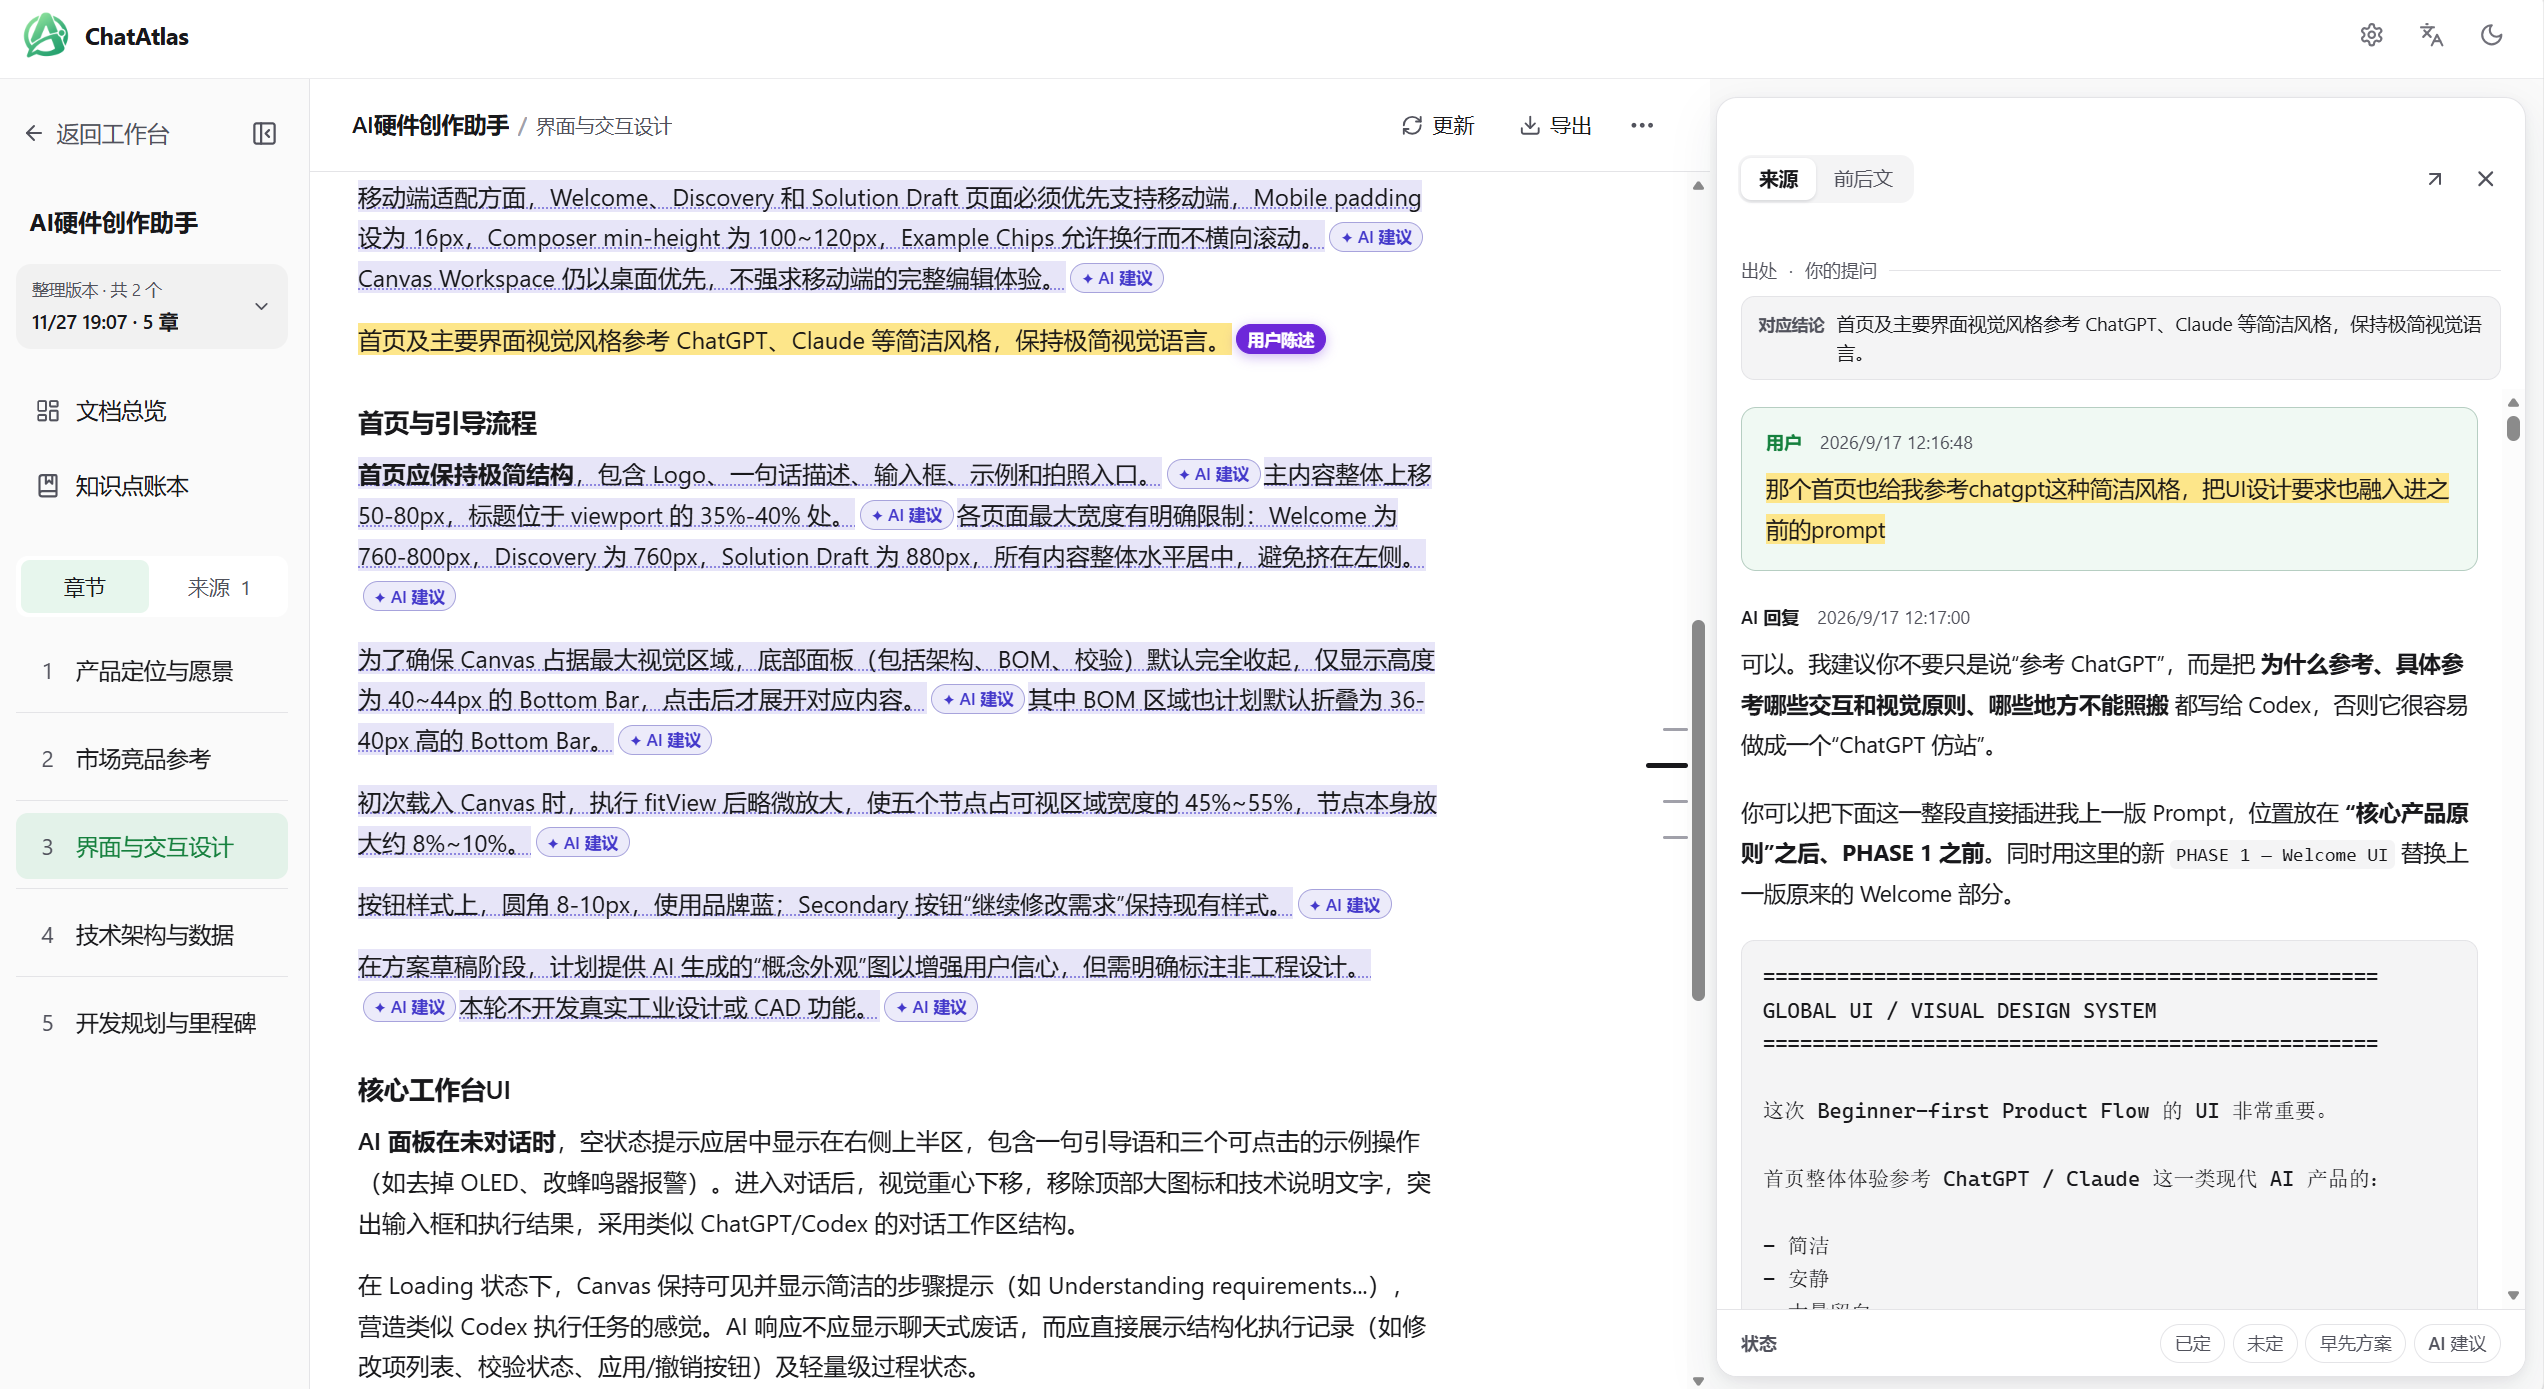 ChatAtlas
返回工作台
AI硬件创作助手
整理版本 · 共 2 个
11/27 19:07 · 5 章
文档总览
知识点账本
章节
来源 1
1 产品定位与愿景
2 市场竞品参考
3 界面与交互设计
4 技术架构与数据
5 开发规划与里程碑
AI硬件创作助手 / 界面与交互设计
更新
导出
移动端适配方面，Welcome、Discovery 和 Solution Draft 页面必须优先支持移动端，Mobile padding
设为 16px，Composer min-height 为 100~120px，Example Chips 允许换行而不横向滚动。 AI 建议
Canvas Workspace 仍以桌面优先，不强求移动端的完整编辑体验。 AI 建议
首页及主要界面视觉风格参考 ChatGPT、Claude 等简洁风格，保持极简视觉语言。 用户陈述
首页与引导流程
首页应保持极简结构，包含 Logo、一句话描述、输入框、示例和拍照入口。 AI 建议 主内容整体上移
50-80px，标题位于 viewport 的 35%-40% 处。 AI 建议 各页面最大宽度有明确限制：Welcome 为
760-800px，Discovery 为 760px，Solution Draft 为 880px，所有内容整体水平居中，避免挤在左侧。
AI 建议
为了确保 Canvas 占据最大视觉区域，底部面板（包括架构、BOM、校验）默认完全收起，仅显示高度
为 40~44px 的 Bottom Bar，点击后才展开对应内容。 AI 建议 其中 BOM 区域也计划默认折叠为 36-
40px 高的 Bottom Bar。 AI 建议
初次载入 Canvas 时，执行 fitView 后略微放大，使五个节点占可视区域宽度的 45%~55%，节点本身放
大约 8%~10%。 AI 建议
按钮样式上，圆角 8-10px，使用品牌蓝；Secondary 按钮“继续修改需求”保持现有样式。 AI 建议
在方案草稿阶段，计划提供 AI 生成的“概念外观”图以增强用户信心，但需明确标注非工程设计。
AI 建议 本轮不开发真实工业设计或 CAD 功能。 AI 建议
核心工作台UI
AI 面板在未对话时，空状态提示应居中显示在右侧上半区，包含一句引导语和三个可点击的示例操作
（如去掉 OLED、改蜂鸣器报警）。进入对话后，视觉重心下移，移除顶部大图标和技术说明文字，突
出输入框和执行结果，采用类似 ChatGPT/Codex 的对话工作区结构。
在 Loading 状态下，Canvas 保持可见并显示简洁的步骤提示（如 Understanding requirements...），
营造类似 Codex 执行任务的感觉。AI 响应不应显示聊天式废话，而应直接展示结构化执行记录（如修
改项列表、校验状态、应用/撤销按钮）及轻量级过程状态。
来源
前后文
出处 · 你的提问
对应结论 首页及主要界面视觉风格参考 ChatGPT、Claude 等简洁风格，保持极简视觉语
言。
用户 2026/9/17 12:16:48
那个首页也给我参考chatgpt这种简洁风格，把UI设计要求也融入进之
前的prompt
AI 回复 2026/9/17 12:17:00
可以。我建议你不要只是说“参考 ChatGPT”，而是把 为什么参考、具体参
考哪些交互和视觉原则、哪些地方不能照搬 都写给 Codex，否则它很容易
做成一个“ChatGPT 仿站”。
你可以把下面这一整段直接插进我上一版 Prompt，位置放在 “核心产品原
则”之后、PHASE 1 之前。同时用这里的新 PHASE 1 — Welcome UI 替换上
一版原来的 Welcome 部分。
==================================================
GLOBAL UI / VISUAL DESIGN SYSTEM
==================================================
这次 Beginner-first Product Flow 的 UI 非常重要。
首页整体体验参考 ChatGPT / Claude 这一类现代 AI 产品的：
- 简洁
- 安静
状态
已定
未定
早先方案
AI 建议